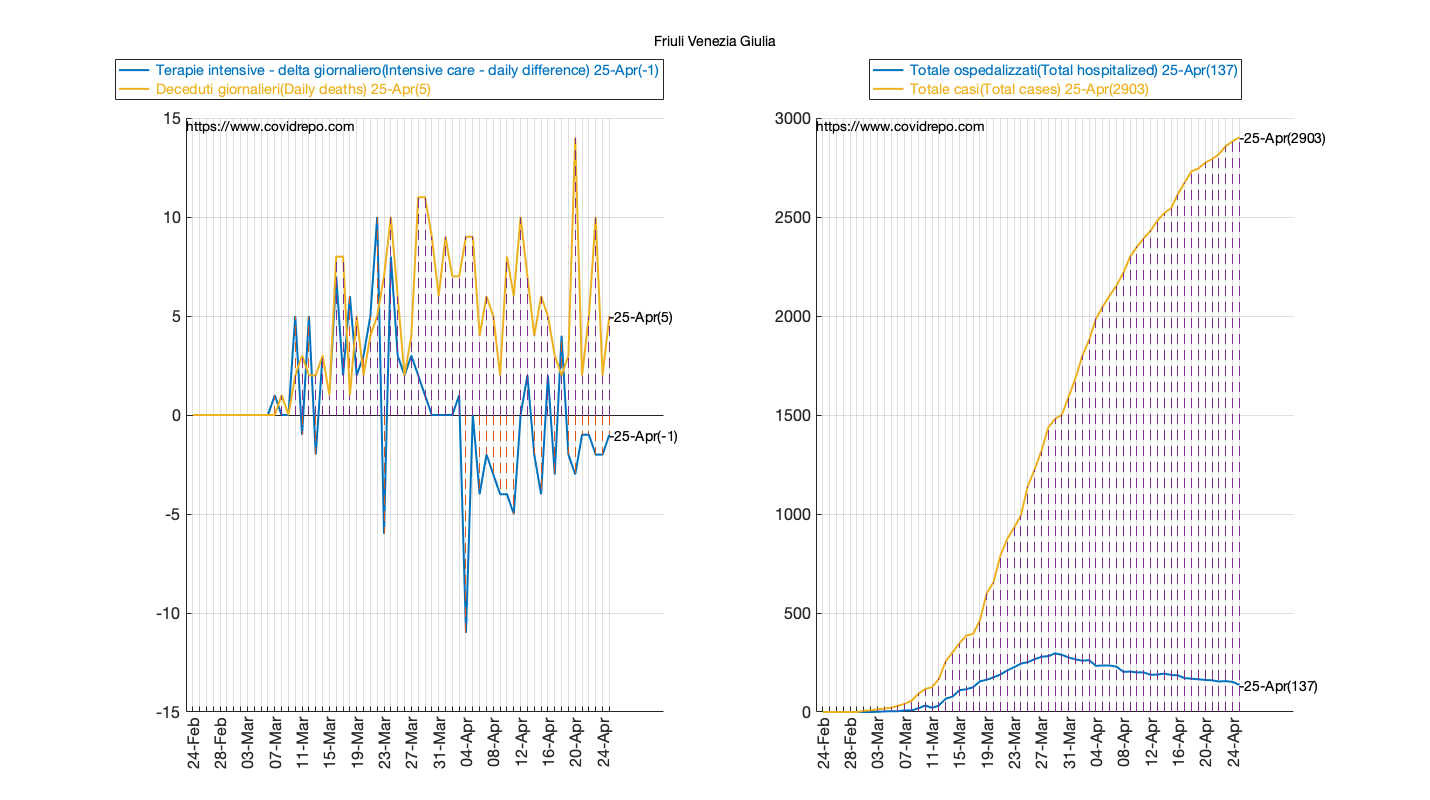 Friuli Venezia Giulia
Terapie intensive - delta giornaliero(Intensive care - daily difference) 25-Apr(-1)
Deceduti giornalieri(Daily deaths) 25-Apr(5)
https://www.covidrepo.com
15
10
5
0
-5
-10
-15
25-Apr(5)
25-Apr(-1)
24-Feb
28-Feb
03-Mar
07-Mar
11-Mar
15-Mar
19-Mar
23-Mar
27-Mar
31-Mar
04-Apr
08-Apr
12-Apr
16-Apr
20-Apr
24-Apr
Totale ospedalizzati(Total hospitalized) 25-Apr(137)
Totale casi(Total cases) 25-Apr(2903)
https://www.covidrepo.com
3000
2500
2000
1500
1000
500
0
25-Apr(2903)
25-Apr(137)
24-Feb
28-Feb
03-Mar
07-Mar
11-Mar
15-Mar
19-Mar
23-Mar
27-Mar
31-Mar
04-Apr
08-Apr
12-Apr
16-Apr
20-Apr
24-Apr